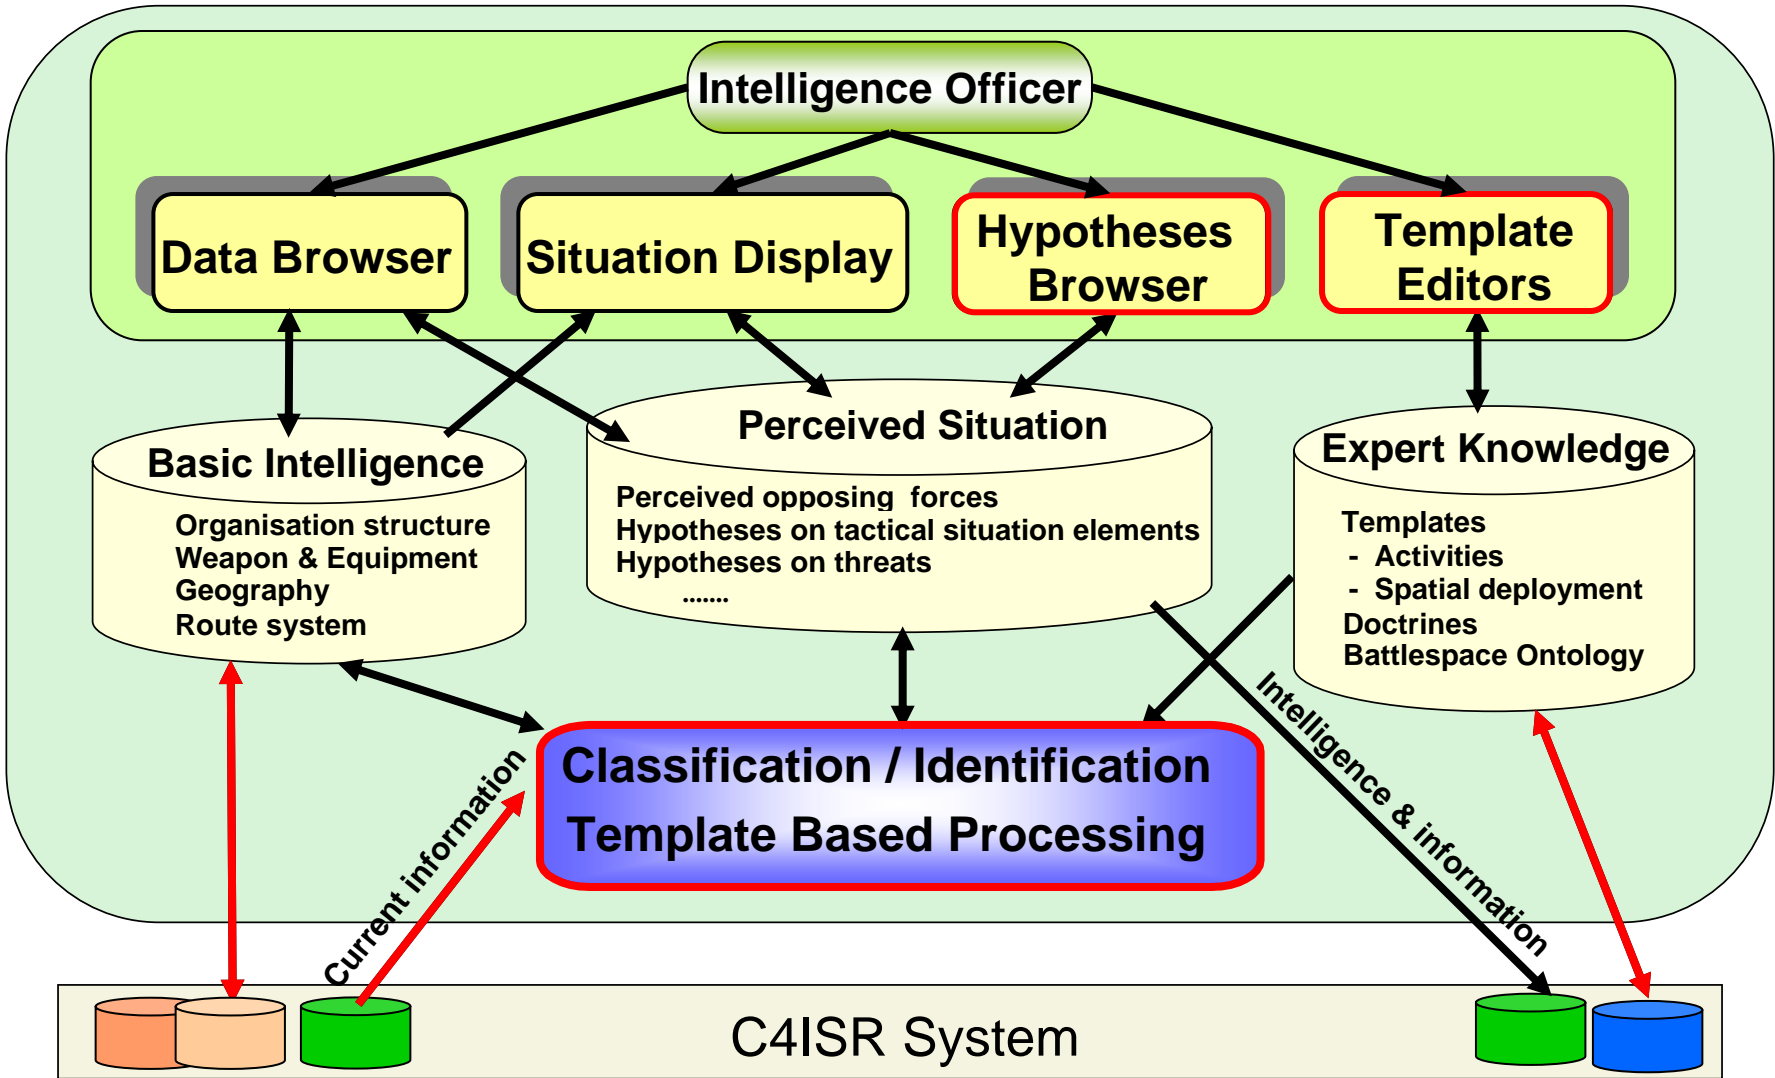 Intelligence Officer
Data Browser
Situation Display
Hypotheses
Browser
Template
Editors
Basic Intelligence
Organisation structure
Weapon & Equipment
Geography
Route system
Perceived Situation
Perceived opposing forces
Hypotheses on tactical situation elements
Hypotheses on threats
.......
Expert Knowledge
Templates
- Activities
- Spatial deployment
Doctrines
Battlespace Ontology
Classification / Identification
Template Based Processing
Current information
Intelligence & information
C4ISR System